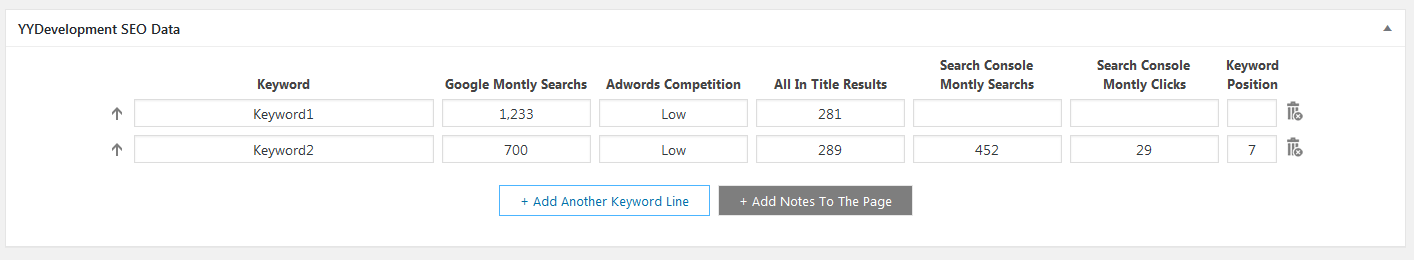 YYDevelopment SEO Data
Keyword Google Montly Searchs Adwords Competition All In Title Results Search Console Montly Searchs Search Console Montly Clicks Keyword Position
Keyword1 1,233 Low 281
Keyword2 700 Low 289 452 29 7
+ Add Another Keyword Line + Add Notes To The Page